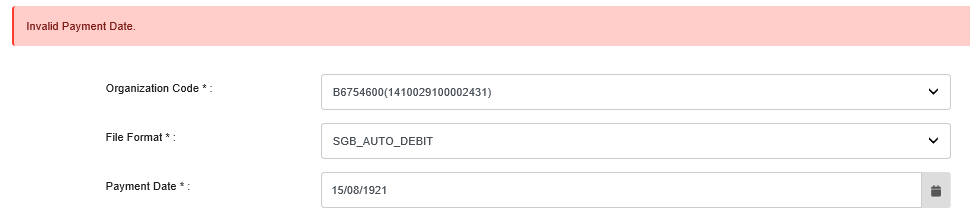 Invalid Payment Date.
Organization Code * :
B6754600(1410029100002431)
File Format * :
SGB_AUTO_DEBIT
Payment Date * :
15/08/1921